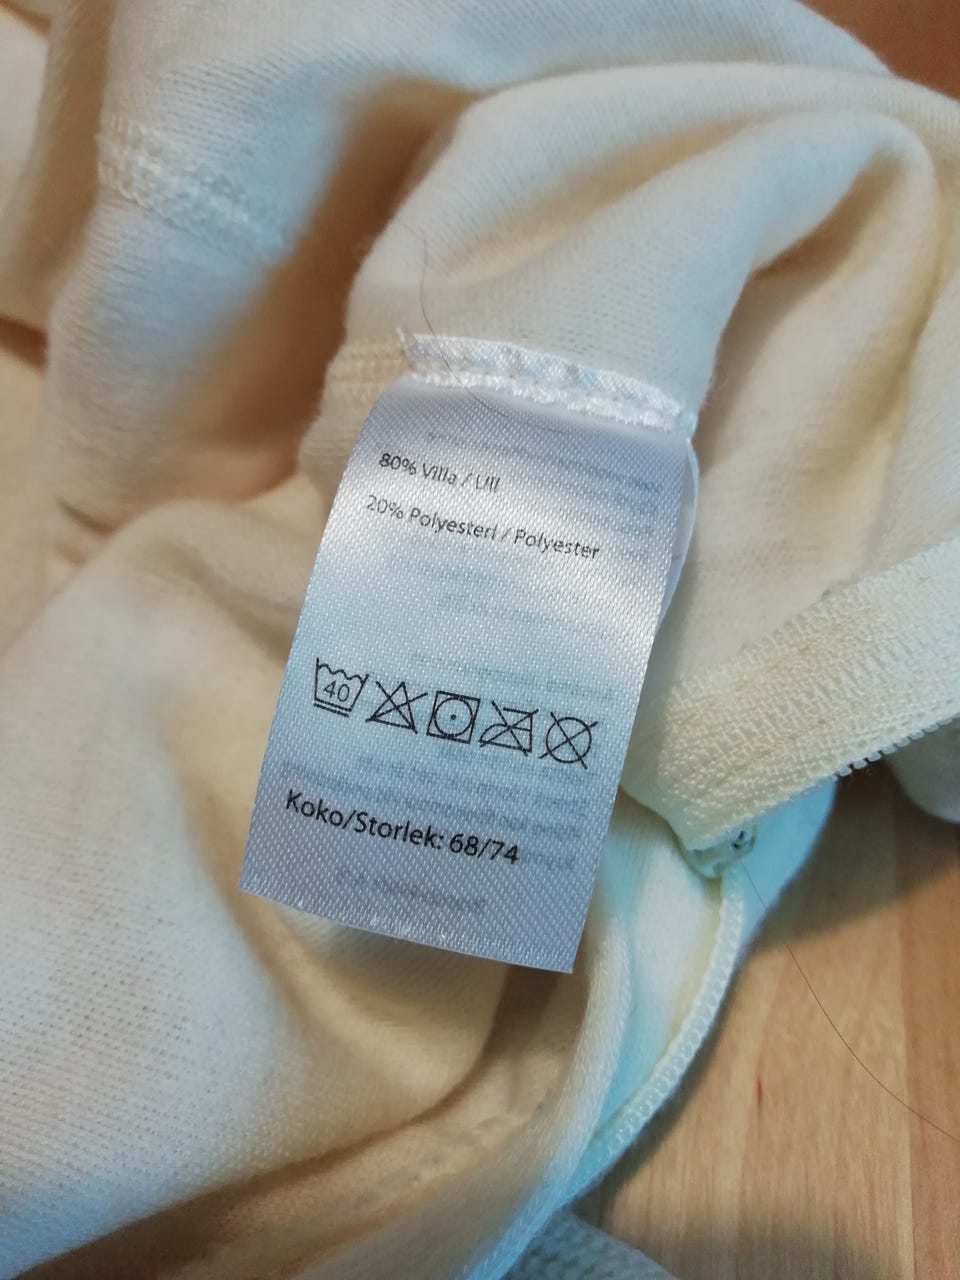 80% Villa / Ull
20% Polyesteri / Polyester
40
Koko/Storlek: 68/74